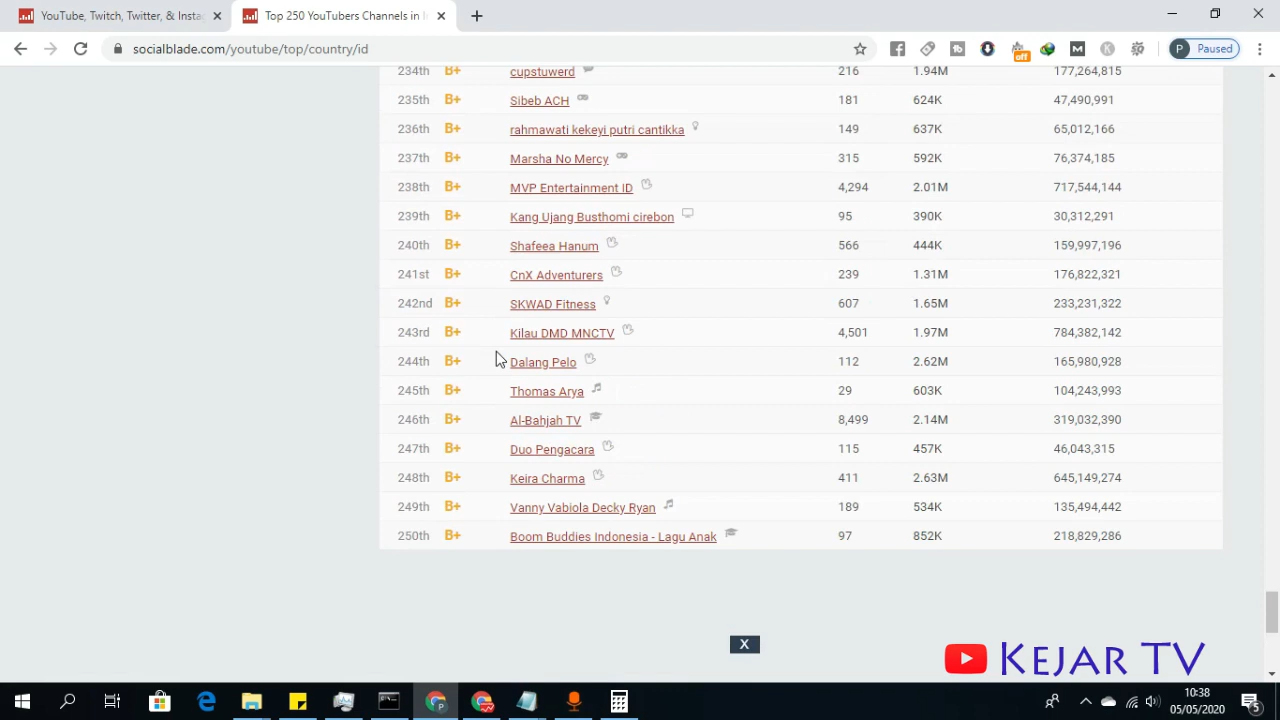 YouTube, Twitch, Twitter, & Insta
Top 250 YouTubers Channels in I
socialblade.com/youtube/top/country/id
off
M
K
P Paused
234th B+ cupstuwerd 216 1.94M 177,264,815
235th B+ Sibeb ACH 181 624K 47,490,991
236th B+ rahmawati kekeyi putri cantikka 149 637K 65,012,166
237th B+ Marsha No Mercy 315 592K 76,374,185
238th B+ MVP Entertainment ID 4,294 2.01M 717,544,144
239th B+ Kang Ujang Busthomi cirebon 95 390K 30,312,291
240th B+ Shafeea Hanum 566 444K 159,997,196
241st B+ CnX Adventurers 239 1.31M 176,822,321
242nd B+ SKWAD Fitness 607 1.65M 233,231,322
243rd B+ Kilau DMD MNCTV 4,501 1.97M 784,382,142
244th B+ Dalang Pelo 112 2.62M 165,980,928
245th B+ Thomas Arya 29 603K 104,243,993
246th B+ Al-Bahjah TV 8,499 2.14M 319,032,390
247th B+ Duo Pengacara 115 457K 46,043,315
248th B+ Keira Charma 411 2.63M 645,149,274
249th B+ Vanny Vabiola Decky Ryan 189 534K 135,494,442
250th B+ Boom Buddies Indonesia - Lagu Anak 97 852K 218,829,286
X
KEJAR TV
10:38
05/05/2020
5